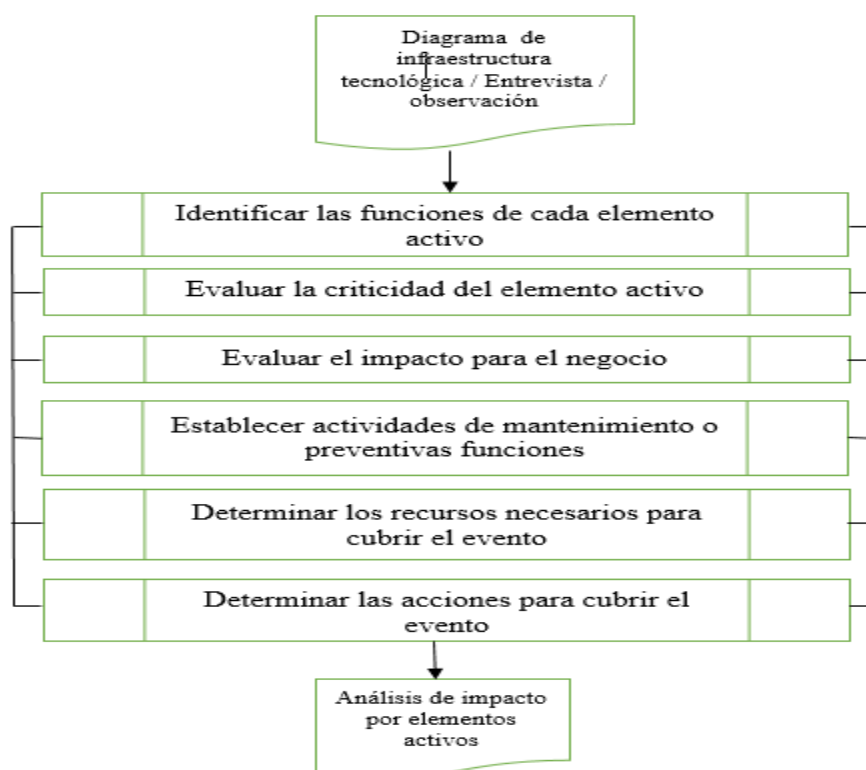 Diagrama de
infraestructura
tecnológica / Entrevista /
observación
Identificar las funciones de cada elemento
activo
Evaluar la criticidad del elemento activo
Evaluar el impacto para el negocio
Establecer actividades de mantenimiento o
preventivas funciones
Determinar los recursos necesarios para
cubrir el evento
Determinar las acciones para cubrir el
evento
Análisis de impacto
por elementos
activos